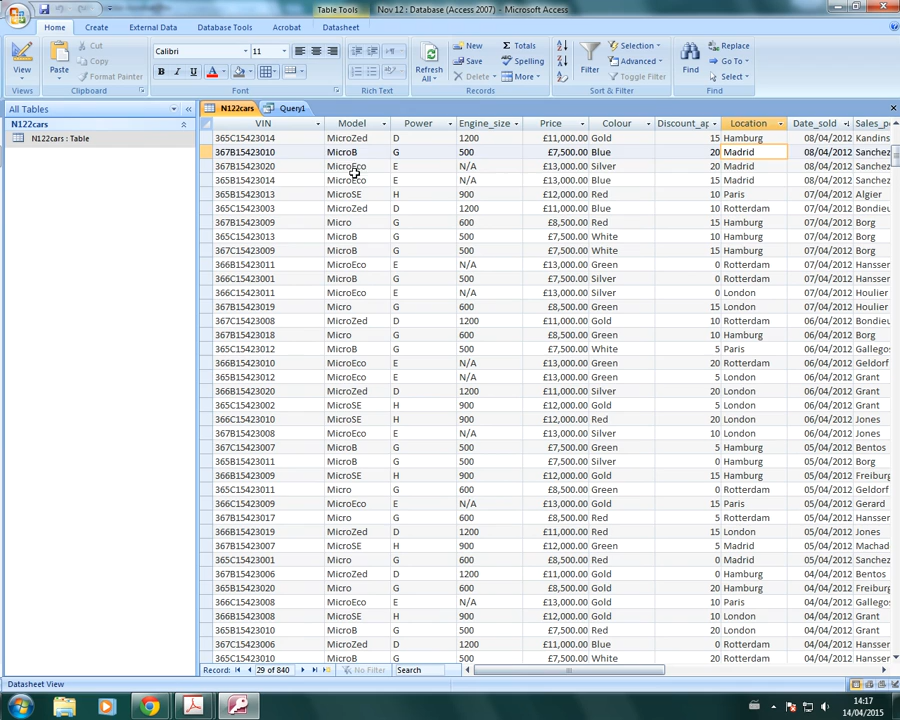 Table Tools Nov 12 : Database (Access 2007) - Microsoft Access
Home Create External Data Database Tools Acrobat Datasheet
View
Paste
Cut
Copy
Format Painter
Calibri 11
B I U A
Refresh All
New
Save
Delete
Totals
Spelling
More
Filter
Selection
Advanced
Toggle Filter
Find
Replace
Go To
Select
Views Clipboard Font Rich Text Records Sort & Filter Find
All Tables
N122cars
N122cars : Table
N122cars Query1
VIN Model Power Engine_size Price Colour Discount_ap Location Date_sold Sales_p
365C15423014 MicroZed D 1200 £11,000.00 Gold 15 Hamburg 08/04/2012 Kandins
367B15423010 MicroB G 500 £7,500.00 Blue 20 Madrid 08/04/2012 Sanchez
367B15423020 MicroEco E N/A £13,000.00 Silver 20 Madrid 08/04/2012 Sanchez
365B15423014 MicroEco E N/A £13,000.00 Blue 15 Madrid 08/04/2012 Sanchez
365B15423013 MicroSE H 900 £12,000.00 Red 10 Paris 07/04/2012 Algier
365C15423003 MicroZed D 1200 £11,000.00 Blue 10 Rotterdam 07/04/2012 Bondieu
367B15423009 Micro G 600 £8,500.00 Red 15 Hamburg 07/04/2012 Borg
365C15423013 MicroB G 500 £7,500.00 White 10 Hamburg 07/04/2012 Borg
367C15423009 MicroB G 500 £7,500.00 White 15 Hamburg 07/04/2012 Borg
366B15423011 MicroEco E N/A £13,000.00 Green 0 Rotterdam 07/04/2012 Hansser
366C15423001 MicroB G 500 £7,500.00 Silver 0 Rotterdam 07/04/2012 Hansser
366C15423011 MicroEco E N/A £13,000.00 Silver 0 London 07/04/2012 Houlier
367B15423019 Micro G 600 £8,500.00 Green 15 London 07/04/2012 Jones
367C15423008 MicroZed D 1200 £11,000.00 Gold 10 Rotterdam 06/04/2012 Bondieu
367B15423018 Micro G 600 £8,500.00 Green 10 Hamburg 06/04/2012 Borg
365C15423012 MicroB G 500 £7,500.00 White 5 Paris 06/04/2012 Gallego
366B15423010 MicroEco E N/A £13,000.00 Green 20 Rotterdam 06/04/2012 Geldorf
365B15423012 MicroEco E N/A £13,000.00 Green 5 London 06/04/2012 Grant
366B15423020 MicroZed D 1200 £11,000.00 Silver 20 London 06/04/2012 Grant
365C15423002 MicroSE H 900 £12,000.00 Gold 5 London 06/04/2012 Grant
366C15423010 MicroSE H 900 £12,000.00 Red 20 London 06/04/2012 Jones
367B15423008 MicroEco E N/A £13,000.00 Silver 10 London 06/04/2012 Jones
367C15423007 MicroB G 500 £7,500.00 Green 5 Hamburg 05/04/2012 Bentos
365B15423011 MicroB G 500 £7,500.00 Silver 0 Hamburg 05/04/2012 Borg
366B15423009 MicroSE H 900 £12,000.00 Gold 15 Hamburg 05/04/2012 Freiburg
365C15423011 Micro G 600 £8,500.00 Green 0 Rotterdam 05/04/2012 Geldorf
366C15423009 MicroEco E N/A £13,000.00 Green 15 Paris 05/04/2012 Gerard
367B15423017 Micro G 600 £8,500.00 Red 5 Rotterdam 05/04/2012 Hansser
366B15423019 MicroZed D 1200 £11,000.00 Red 15 London 05/04/2012 Jones
367B15423007 MicroSE H 900 £12,000.00 Green 5 Madrid 05/04/2012 Machad
365C15423001 Micro G 600 £8,500.00 Red 0 Madrid 05/04/2012 Sanchez
367B15423006 MicroZed D 1200 £11,000.00 Gold 0 Hamburg 04/04/2012 Bentos
365B15423020 Micro G 600 £8,500.00 Gold 20 Hamburg 04/04/2012 Freiburg
366C15423008 MicroEco E N/A £13,000.00 Gold 10 Paris 04/04/2012 Gallego
366B15423008 MicroSE H 900 £12,000.00 Gold 10 London 04/04/2012 Grant
365B15423010 MicroB G 500 £7,500.00 Red 20 London 04/04/2012 Grant
367C15423006 MicroZed D 1200 £11,000.00 Blue 0 Rotterdam 04/04/2012 Hansser
365C15423010 MicroB G 500 £7,500.00 White 20 Rotterdam 04/04/2012 Hansser
Record: 29 of 840 No Filter Search
Datasheet View
14:17
14/04/2015